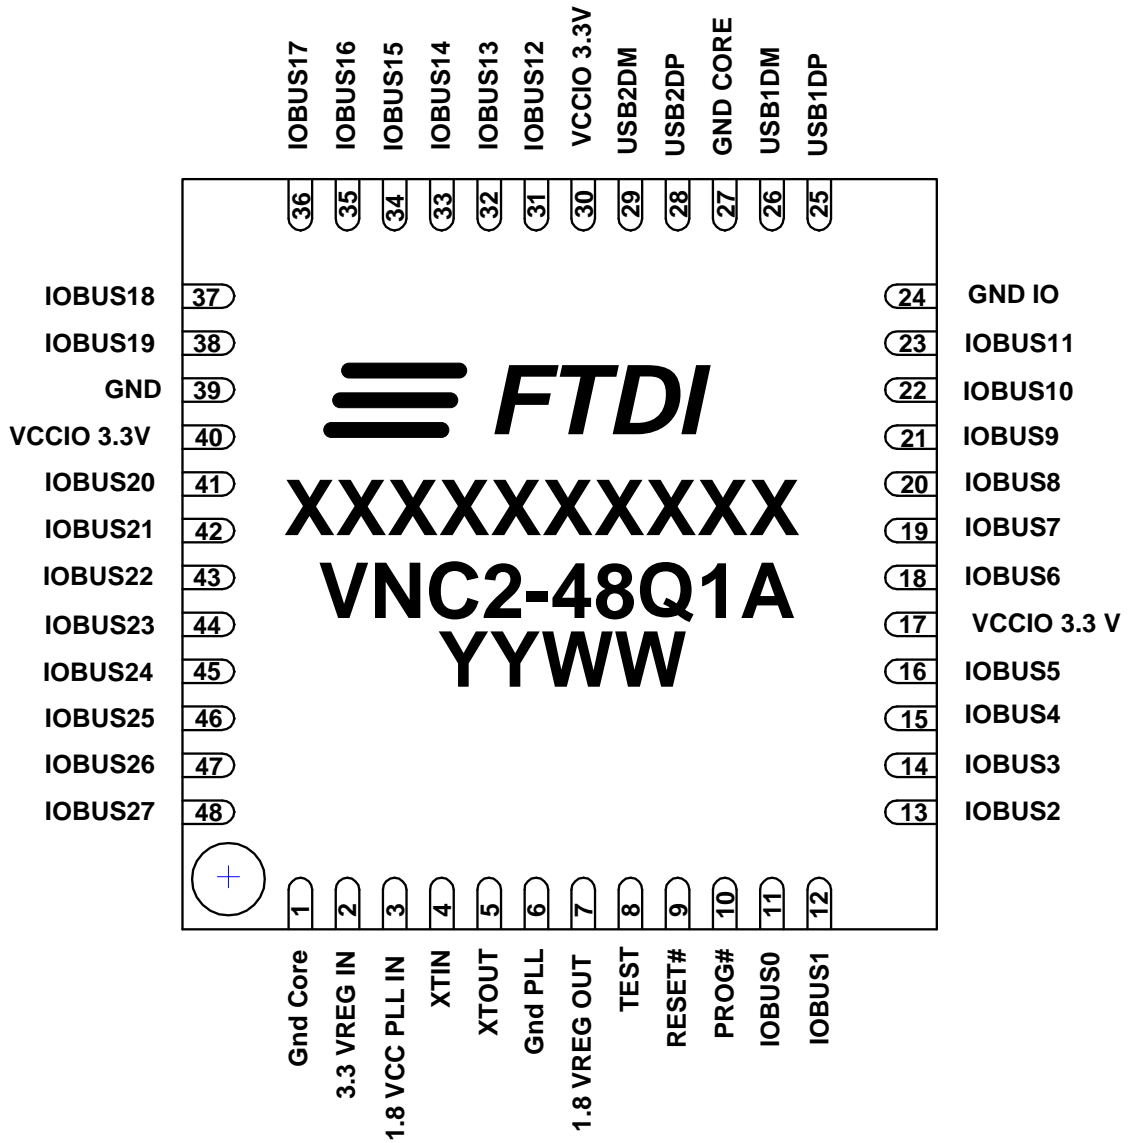 IOBUS17
IOBUS16
IOBUS15
IOBUS14
IOBUS13
IOBUS12
VCCIO 3.3V
USB2DM
USB2DP
GND CORE
USB1DM
USB1DP
36
35
34
33
32
31
30
29
28
27
26
25
IOBUS18 37
IOBUS19 38
GND 39
VCCIO 3.3V 40
IOBUS20 41
IOBUS21 42
IOBUS22 43
IOBUS23 44
IOBUS24 45
IOBUS25 46
IOBUS26 47
IOBUS27 48
FTDI
XXXXXXXXXX
VNC2-48Q1A
YYWW
24 GND IO
23 IOBUS11
22 IOBUS10
21 IOBUS9
20 IOBUS8
19 IOBUS7
18 IOBUS6
17 VCCIO 3.3 V
16 IOBUS5
15 IOBUS4
14 IOBUS3
13 IOBUS2
1
2
3
4
5
6
7
8
9
10
11
12
Gnd Core
3.3 VREG IN
1.8 VCC PLL IN
XTIN
XTOUT
Gnd PLL
1.8 VREG OUT
TEST
RESET#
PROG#
IOBUS0
IOBUS1